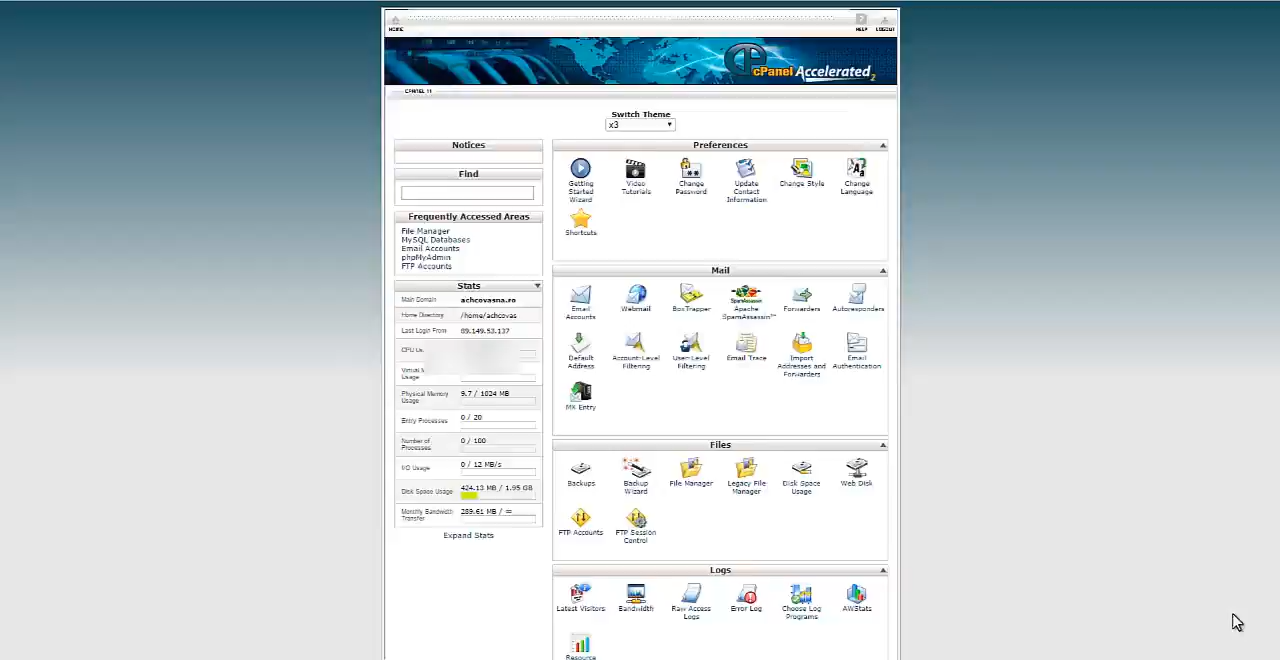 HOME
HELP
LOGOUT
cPanel Accelerated 2
CPANEL 11
Switch Theme
x3
Notices
Find
Frequently Accessed Areas
File Manager
MySQL Databases
Email Accounts
phpMyAdmin
FTP Accounts
Stats
Main Domain achcovasna.ro
Home Directory /home/achcovas
Last Login From 89.149.53.137
CPU
Usage
Physical Memory
Usage
9.7 / 1024 MB
Entry Processes 0 / 20
Number of
Processes
0 / 100
I/O Usage 0 / 12 MB/s
Disk Space Usage 424.13 MB / 1.95 GB
Monthly Bandwidth
Transfer
289.61 MB / ∞
Expand Stats
Preferences
Getting
Started
Wizard
Video
Tutorials
Change
Password
Update
Contact
Information
Change Style
Change
Language
Shortcuts
Mail
Email
Accounts
Webmail
BoxTrapper
SpamAssassin
Apache
SpamAssassin™
Forwarders
Autoresponders
Default
Address
Account-Level
Filtering
User-Level
Filtering
Email Trace
Import
Addresses and
Forwarders
Email
Authentication
MX Entry
Files
Backups
Backup
Wizard
File Manager
Legacy File
Manager
Disk Space
Usage
Web Disk
FTP Accounts
FTP Session
Control
Logs
Latest Visitors
Bandwidth
Raw Access
Logs
Error Log
Choose Log
Programs
AWStats
Resource